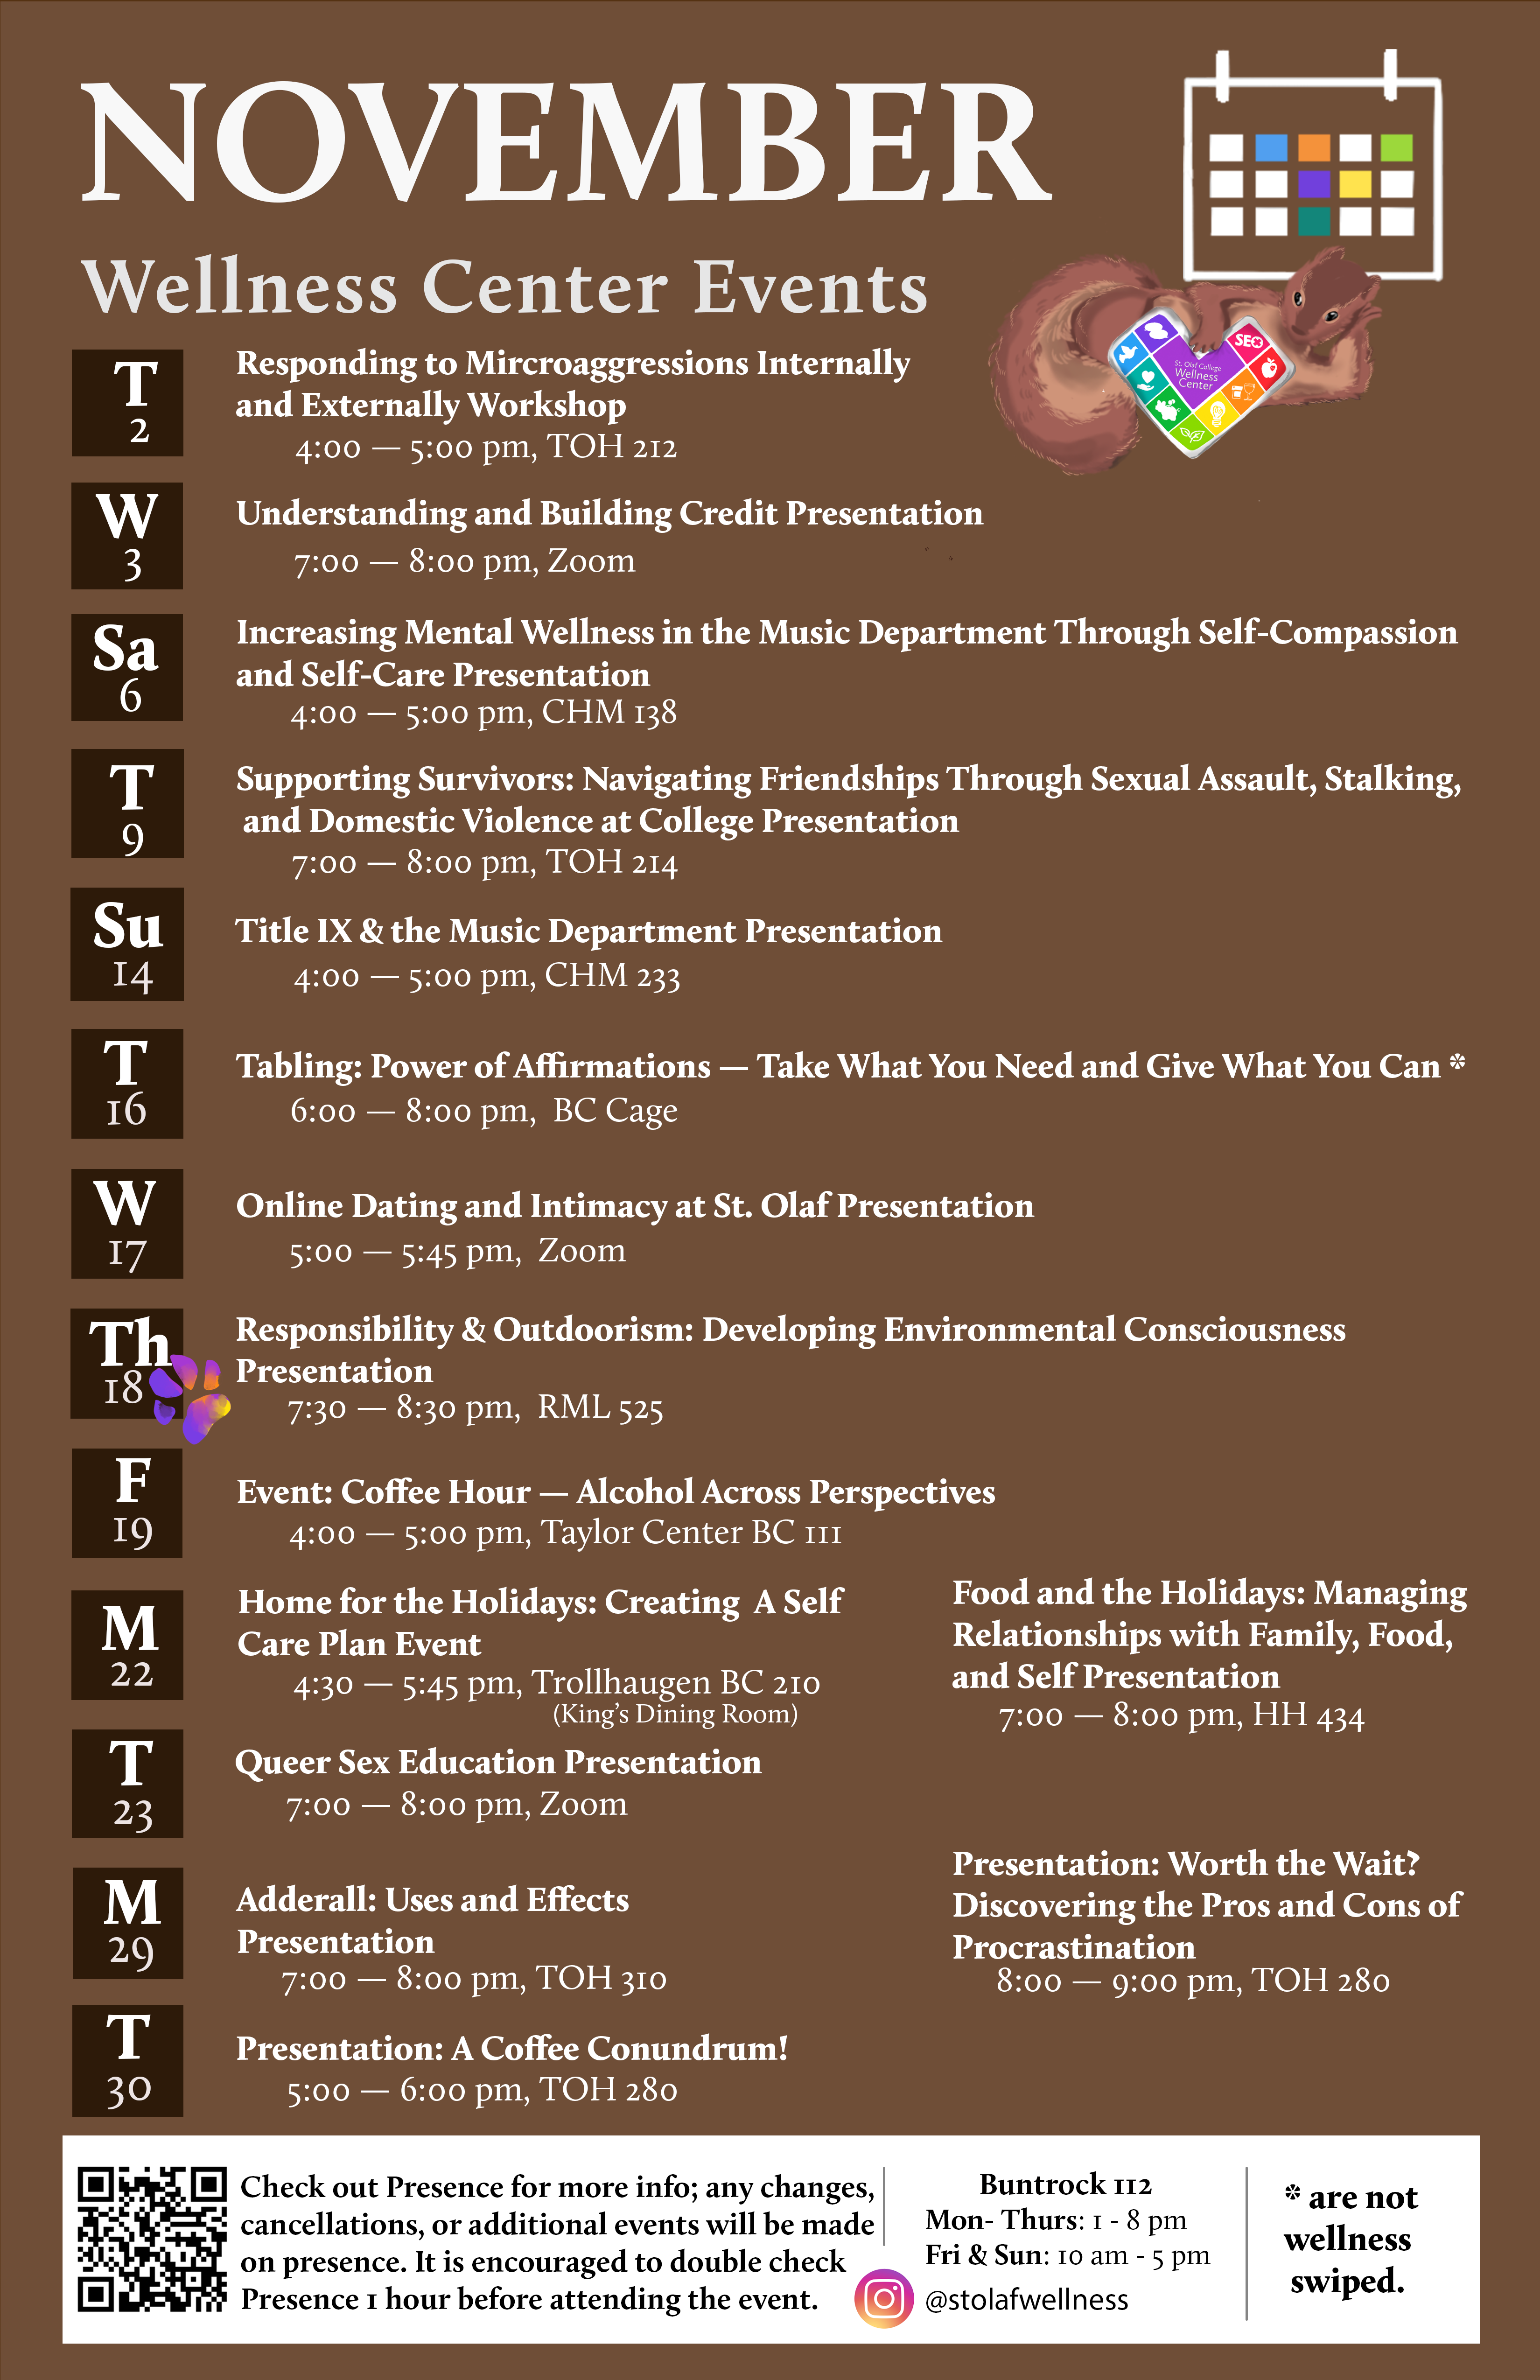 NOVEMBER
Wellness Center Events
SEO
St. Olaf College
Wellness
Center
T
2
Responding to Mircroaggressions Internally
and Externally Workshop
4:00 — 5:00 pm, TOH 212
W
3
Understanding and Building Credit Presentation
7:00 — 8:00 pm, Zoom
Sa
6
Increasing Mental Wellness in the Music Department Through Self-Compassion
and Self-Care Presentation
4:00 — 5:00 pm, CHM 138
T
9
Supporting Survivors: Navigating Friendships Through Sexual Assault, Stalking,
and Domestic Violence at College Presentation
7:00 — 8:00 pm, TOH 214
Su
14
Title IX & the Music Department Presentation
4:00 — 5:00 pm, CHM 233
T
16
Tabling: Power of Affirmations — Take What You Need and Give What You Can *
6:00 — 8:00 pm, BC Cage
W
17
Online Dating and Intimacy at St. Olaf Presentation
5:00 — 5:45 pm, Zoom
Th
18
Responsibility & Outdoorism: Developing Environmental Consciousness
Presentation
7:30 — 8:30 pm, RML 525
F
19
Event: Coffee Hour — Alcohol Across Perspectives
4:00 — 5:00 pm, Taylor Center BC 111
M
22
Home for the Holidays: Creating A Self
Care Plan Event
4:30 — 5:45 pm, Trollhaugen BC 210
(King's Dining Room)
Food and the Holidays: Managing
Relationships with Family, Food,
and Self Presentation
7:00 — 8:00 pm, HH 434
T
23
Queer Sex Education Presentation
7:00 — 8:00 pm, Zoom
M
29
Adderall: Uses and Effects
Presentation
7:00 — 8:00 pm, TOH 310
Presentation: Worth the Wait?
Discovering the Pros and Cons of
Procrastination
8:00 — 9:00 pm, TOH 280
T
30
Presentation: A Coffee Conundrum!
5:00 — 6:00 pm, TOH 280
Check out Presence for more info; any changes,
cancellations, or additional events will be made
on presence. It is encouraged to double check
Presence 1 hour before attending the event.
Buntrock 112
Mon- Thurs: 1 - 8 pm
Fri & Sun: 10 am - 5 pm
@stolafwellness
* are not
wellness
swiped.